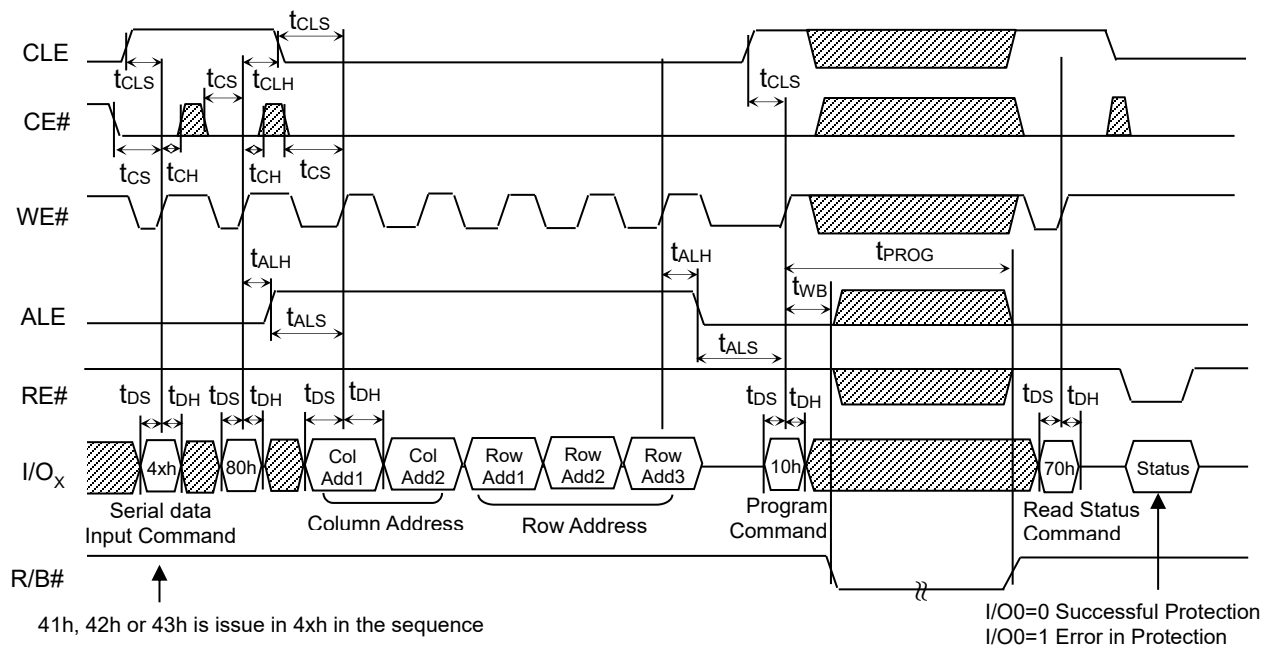 tCLS
CLE
tCLS
tCS
tCLH
tCLS
CE#
tCS
tCH
tCH
tCS
WE#
tALH
tALH
tPROG
tWB
ALE
tALS
tALS
RE#
tDS
tDH
tDS
tDH
tDS
tDH
tDS
tDH
tDS
tDH
I/Ox
4xh
80h
Col
Add1
Col
Add2
Row
Add1
Row
Add2
Row
Add3
10h
70h
Status
Serial data
Input Command
Column Address
Row Address
Program
Command
Read Status
Command
R/B#
41h, 42h or 43h is issue in 4xh in the sequence
I/O0=0 Successful Protection
I/O0=1 Error in Protection